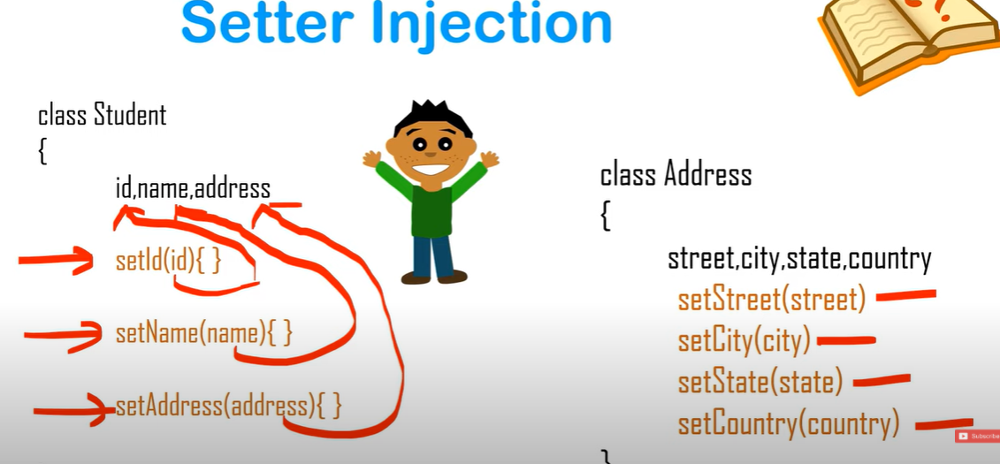 Setter Injection
class Student
{
id,name,address
setId(id){ }
setName(name){ }
setAddress(address){ }
class Address
{
street,city,state,country
setStreet(street)
setCity(city)
setState(state)
setCountry(country)
}
Subscribe